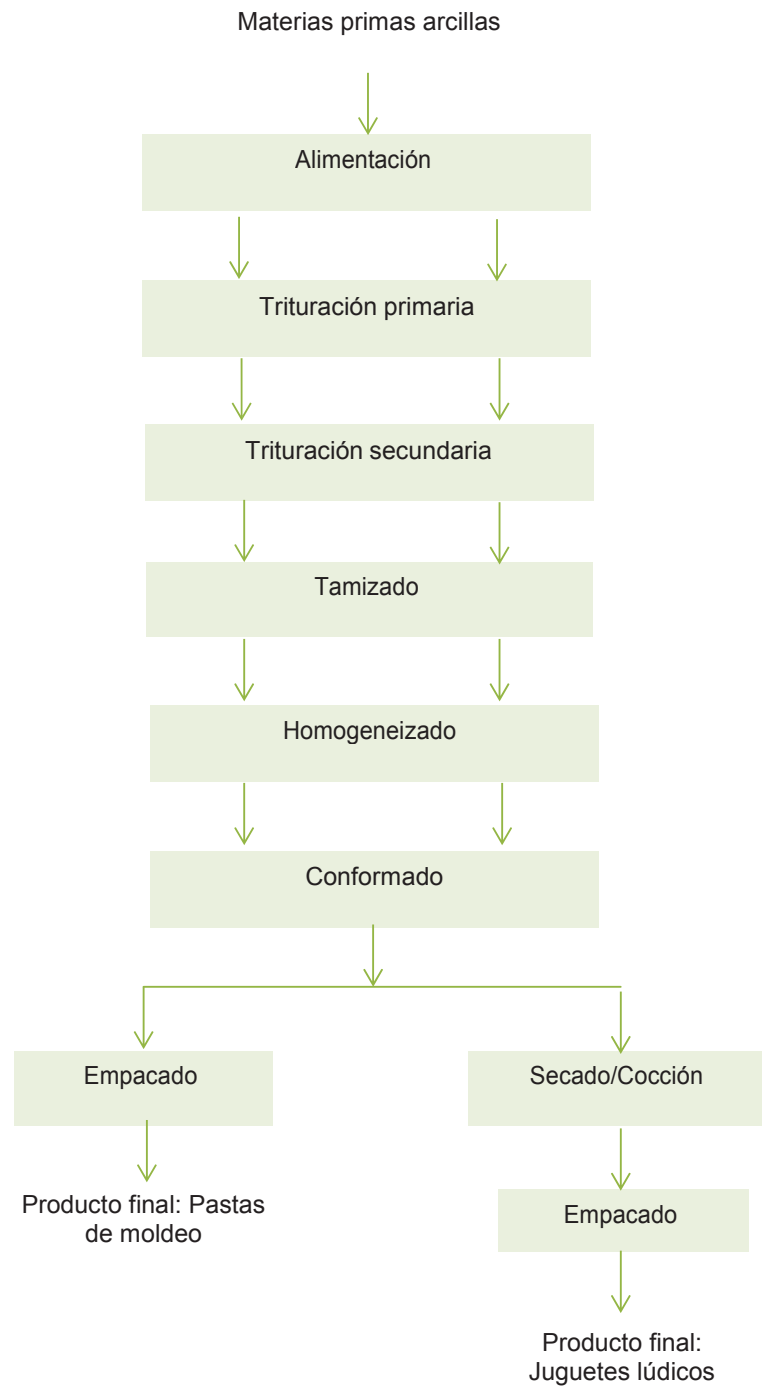 Materias primas arcillas
Alimentación
Trituración primaria
Trituración secundaria
Tamizado
Homogeneizado
Conformado
Empacado
Secado/Cocción
Producto final: Pastas
de moldeo
Empacado
Producto final:
Juguetes lúdicos